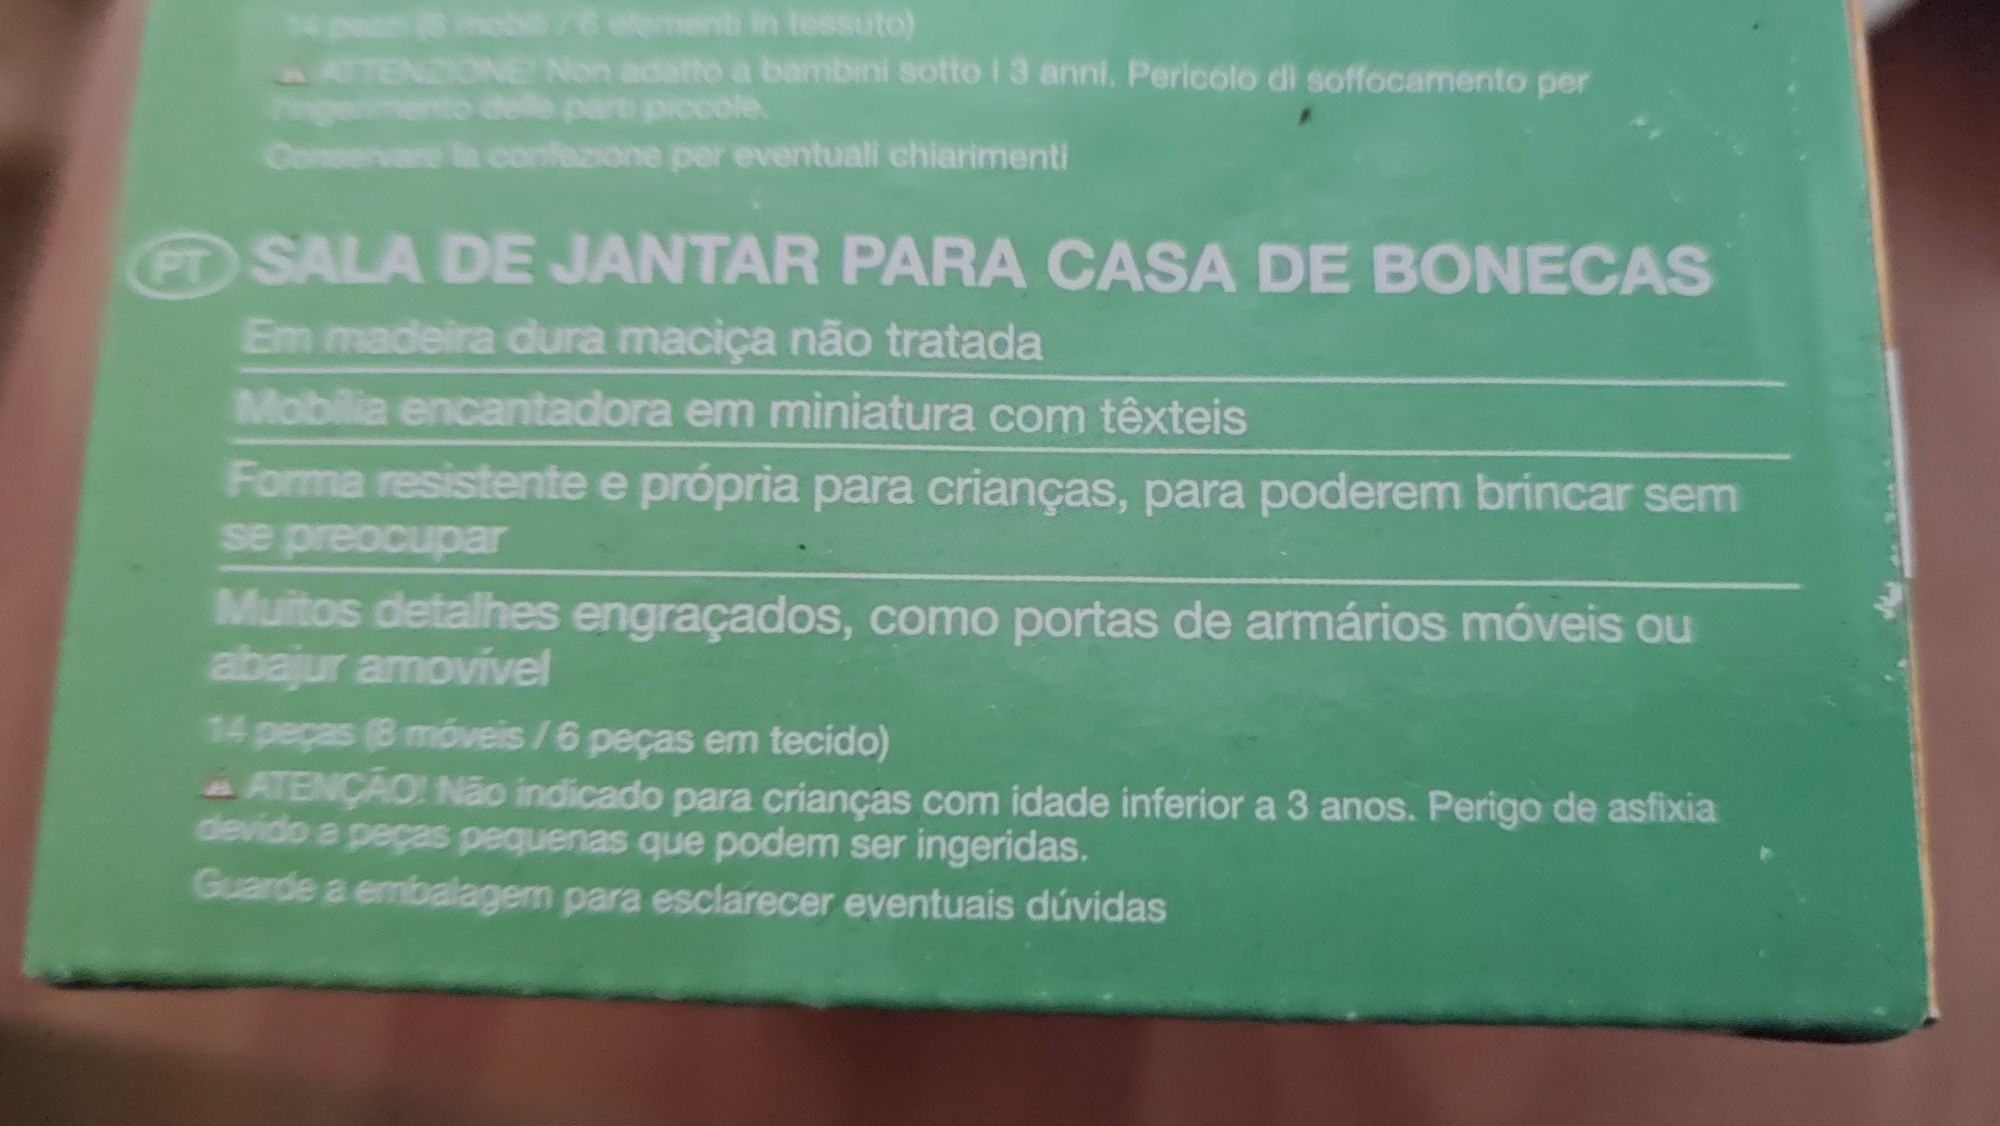 14 pezzi (8 mobili / 6 elementi in tessuto)
ATTENZIONE! Non adatto a bambini sotto i 3 anni. Pericolo di soffocamento per
l'ingerimento delle parti piccole.
Conservare la confezione per eventuali chiarimenti
PT SALA DE JANTAR PARA CASA DE BONECAS
Em madeira dura maciça não tratada
Mobília encantadora em miniatura com têxteis
Forma resistente e própria para crianças, para poderem brincar sem
se preocupar
Muitos detalhes engraçados, como portas de armários móveis ou
abajur amovível
14 peças (8 móveis / 6 peças em tecido)
ATENÇÃO! Não indicado para crianças com idade inferior a 3 anos. Perigo de asfixia
devido a peças pequenas que podem ser ingeridas.
Guarde a embalagem para esclarecer eventuais dúvidas